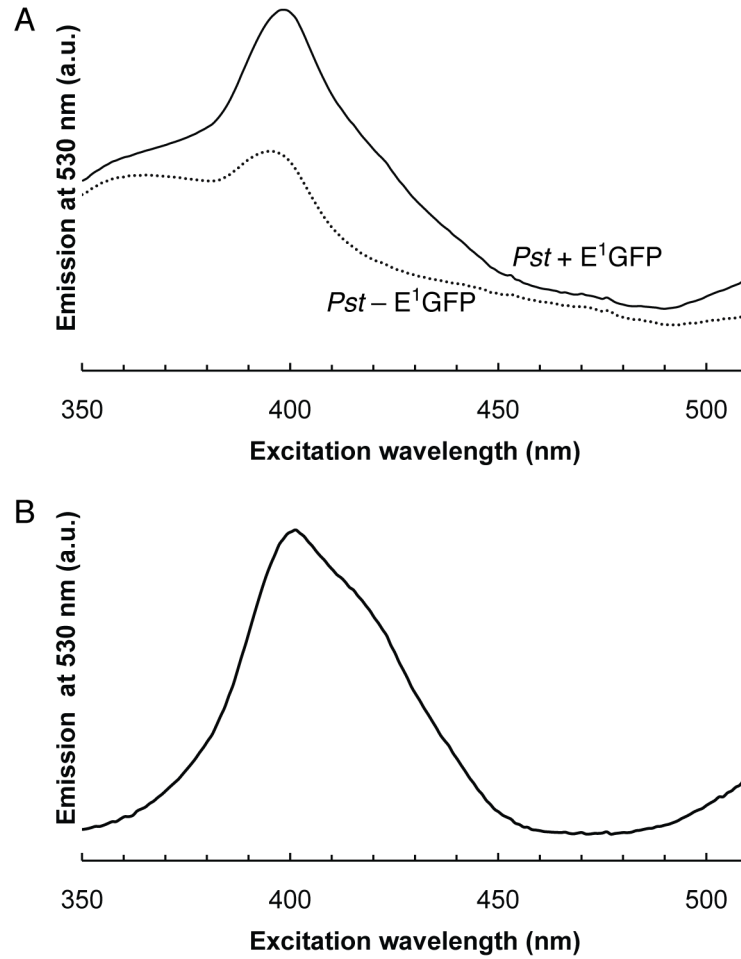 A
Emission at 530 nm (a.u.)
Pst + E¹GFP
Pst – E¹GFP
350 400 450 500
Excitation wavelength (nm)
B
Emission at 530 nm (a.u.)
350 400 450 500
Excitation wavelength (nm)